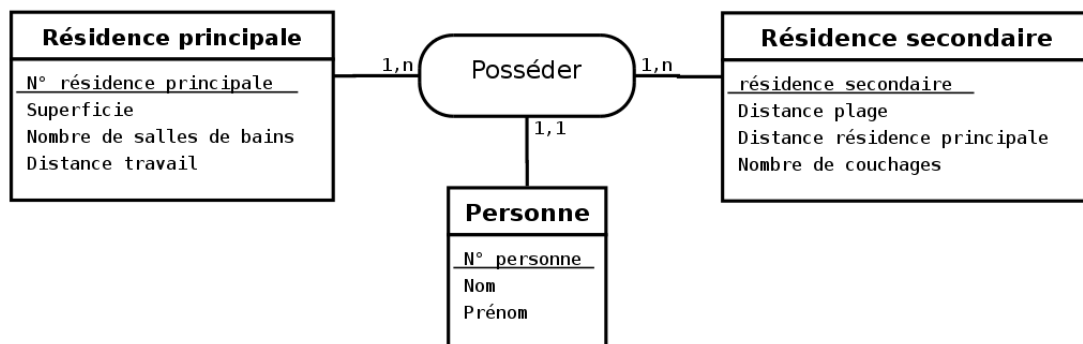 Résidence principale
N° résidence principale
Superficie
Nombre de salles de bains
Distance travail
1,n
Posséder
1,n
1,1
Résidence secondaire
résidence secondaire
Distance plage
Distance résidence principale
Nombre de couchages
Personne
N° personne
Nom
Prénom